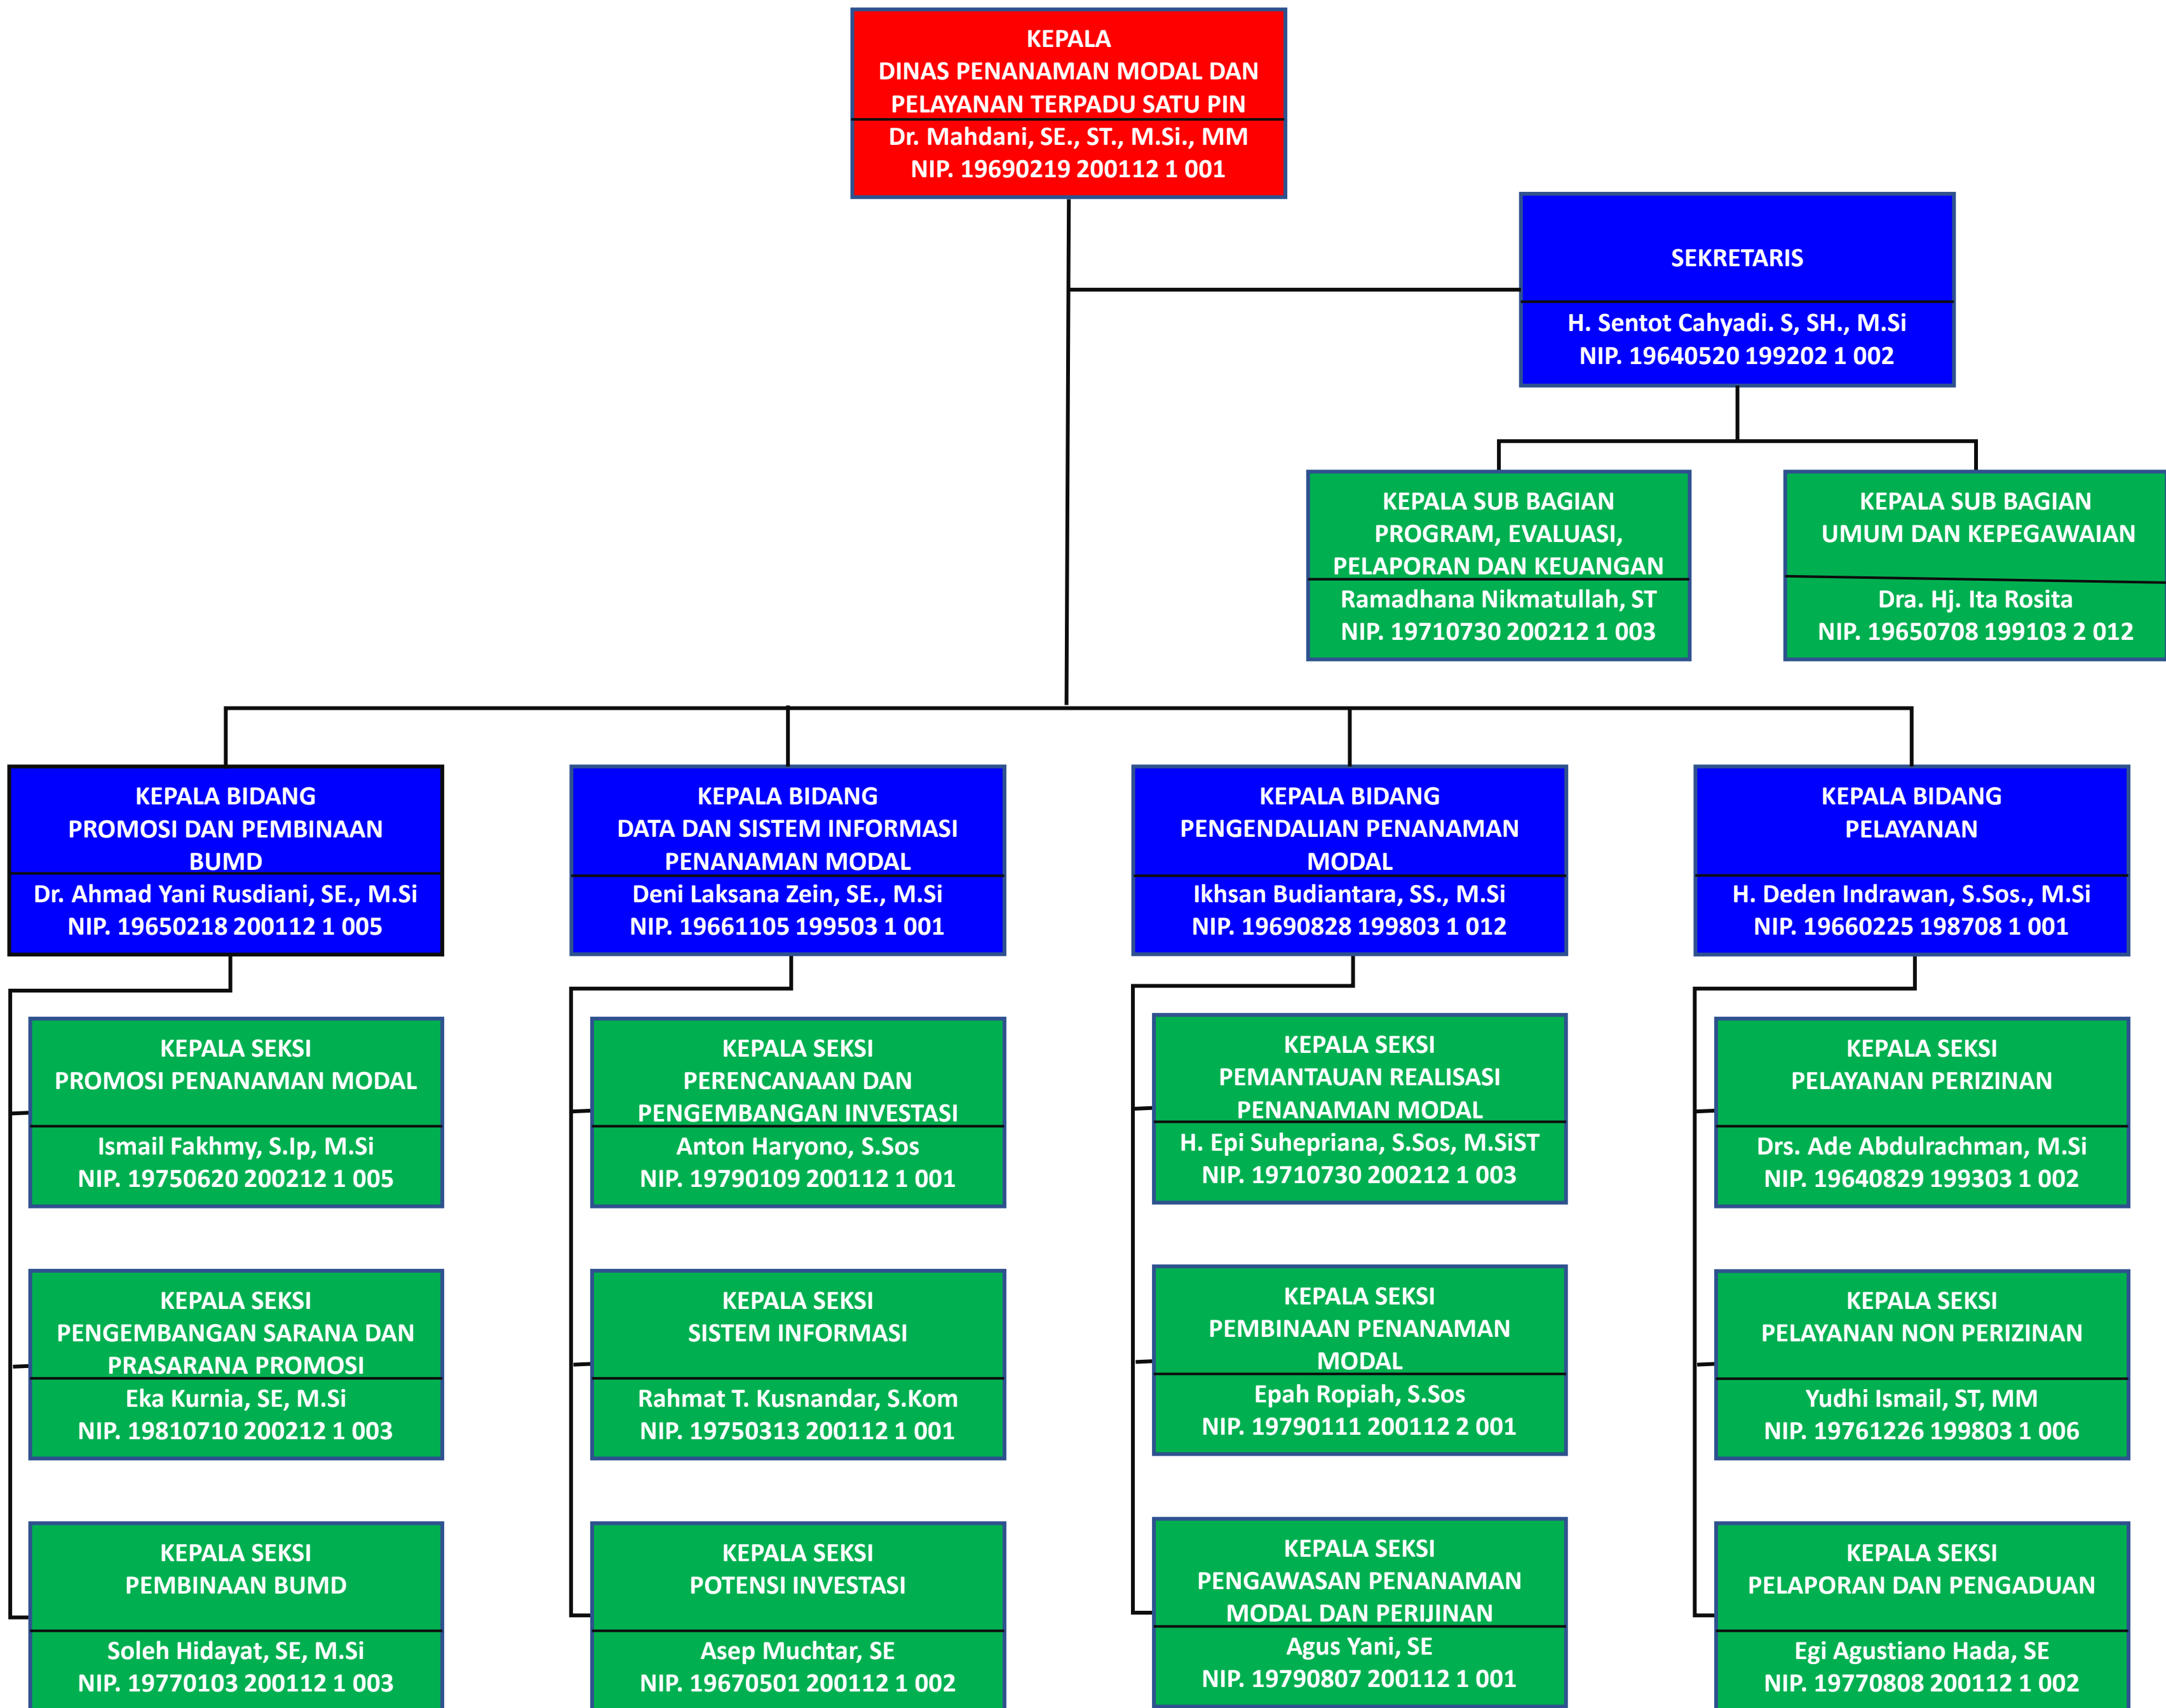 KEPALA
DINAS PENANAMAN MODAL DAN
PELAYANAN TERPADU SATU PIN
Dr. Mahdani, SE., ST., M.Si., MM
NIP. 19690219 200112 1 001
SEKRETARIS
H. Sentot Cahyadi. S, SH., M.Si
NIP. 19640520 199202 1 002
KEPALA SUB BAGIAN
PROGRAM, EVALUASI,
PELAPORAN DAN KEUANGAN
Ramadhana Nikmatullah, ST
NIP. 19710730 200212 1 003
KEPALA SUB BAGIAN
UMUM DAN KEPEGAWAIAN
Dra. Hj. Ita Rosita
NIP. 19650708 199103 2 012
KEPALA BIDANG
PROMOSI DAN PEMBINAAN
BUMD
Dr. Ahmad Yani Rusdiani, SE., M.Si
NIP. 19650218 200112 1 005
KEPALA BIDANG
DATA DAN SISTEM INFORMASI
PENANAMAN MODAL
Deni Laksana Zein, SE., M.Si
NIP. 19661105 199503 1 001
KEPALA BIDANG
PENGENDALIAN PENANAMAN
MODAL
Ikhsan Budiantara, SS., M.Si
NIP. 19690828 199803 1 012
KEPALA BIDANG
PELAYANAN
H. Deden Indrawan, S.Sos., M.Si
NIP. 19660225 198708 1 001
KEPALA SEKSI
PROMOSI PENANAMAN MODAL
Ismail Fakhmy, S.Ip, M.Si
NIP. 19750620 200212 1 005
KEPALA SEKSI
PERENCANAAN DAN
PENGEMBANGAN INVESTASI
Anton Haryono, S.Sos
NIP. 19790109 200112 1 001
KEPALA SEKSI
PEMANTAUAN REALISASI
PENANAMAN MODAL
H. Epi Suhepriana, S.Sos, M.SiST
NIP. 19710730 200212 1 003
KEPALA SEKSI
PELAYANAN PERIZINAN
Drs. Ade Abdulrachman, M.Si
NIP. 19640829 199303 1 002
KEPALA SEKSI
PENGEMBANGAN SARANA DAN
PRASARANA PROMOSI
Eka Kurnia, SE, M.Si
NIP. 19810710 200212 1 003
KEPALA SEKSI
SISTEM INFORMASI
Rahmat T. Kusnandar, S.Kom
NIP. 19750313 200112 1 001
KEPALA SEKSI
PEMBINAAN PENANAMAN
MODAL
Epah Ropiah, S.Sos
NIP. 19790111 200112 2 001
KEPALA SEKSI
PELAYANAN NON PERIZINAN
Yudhi Ismail, ST, MM
NIP. 19761226 199803 1 006
KEPALA SEKSI
PEMBINAAN BUMD
Soleh Hidayat, SE, M.Si
NIP. 19770103 200112 1 003
KEPALA SEKSI
POTENSI INVESTASI
Asep Muchtar, SE
NIP. 19670501 200112 1 002
KEPALA SEKSI
PENGAWASAN PENANAMAN
MODAL DAN PERIJINAN
Agus Yani, SE
NIP. 19790807 200112 1 001
KEPALA SEKSI
PELAPORAN DAN PENGADUAN
Egi Agustiano Hada, SE
NIP. 19770808 200112 1 002